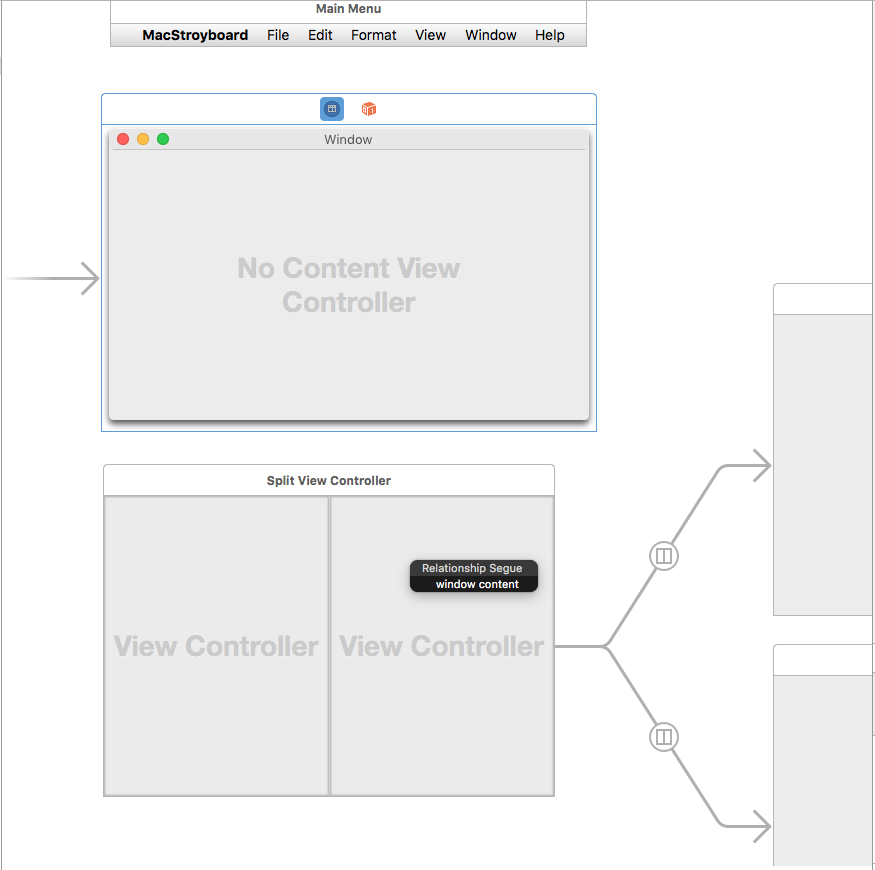 Main Menu
MacStroyboard File Edit Format View Window Help
Window
No Content View
Controller
Split View Controller
Relationship Segue
window content
View Controller
View Controller